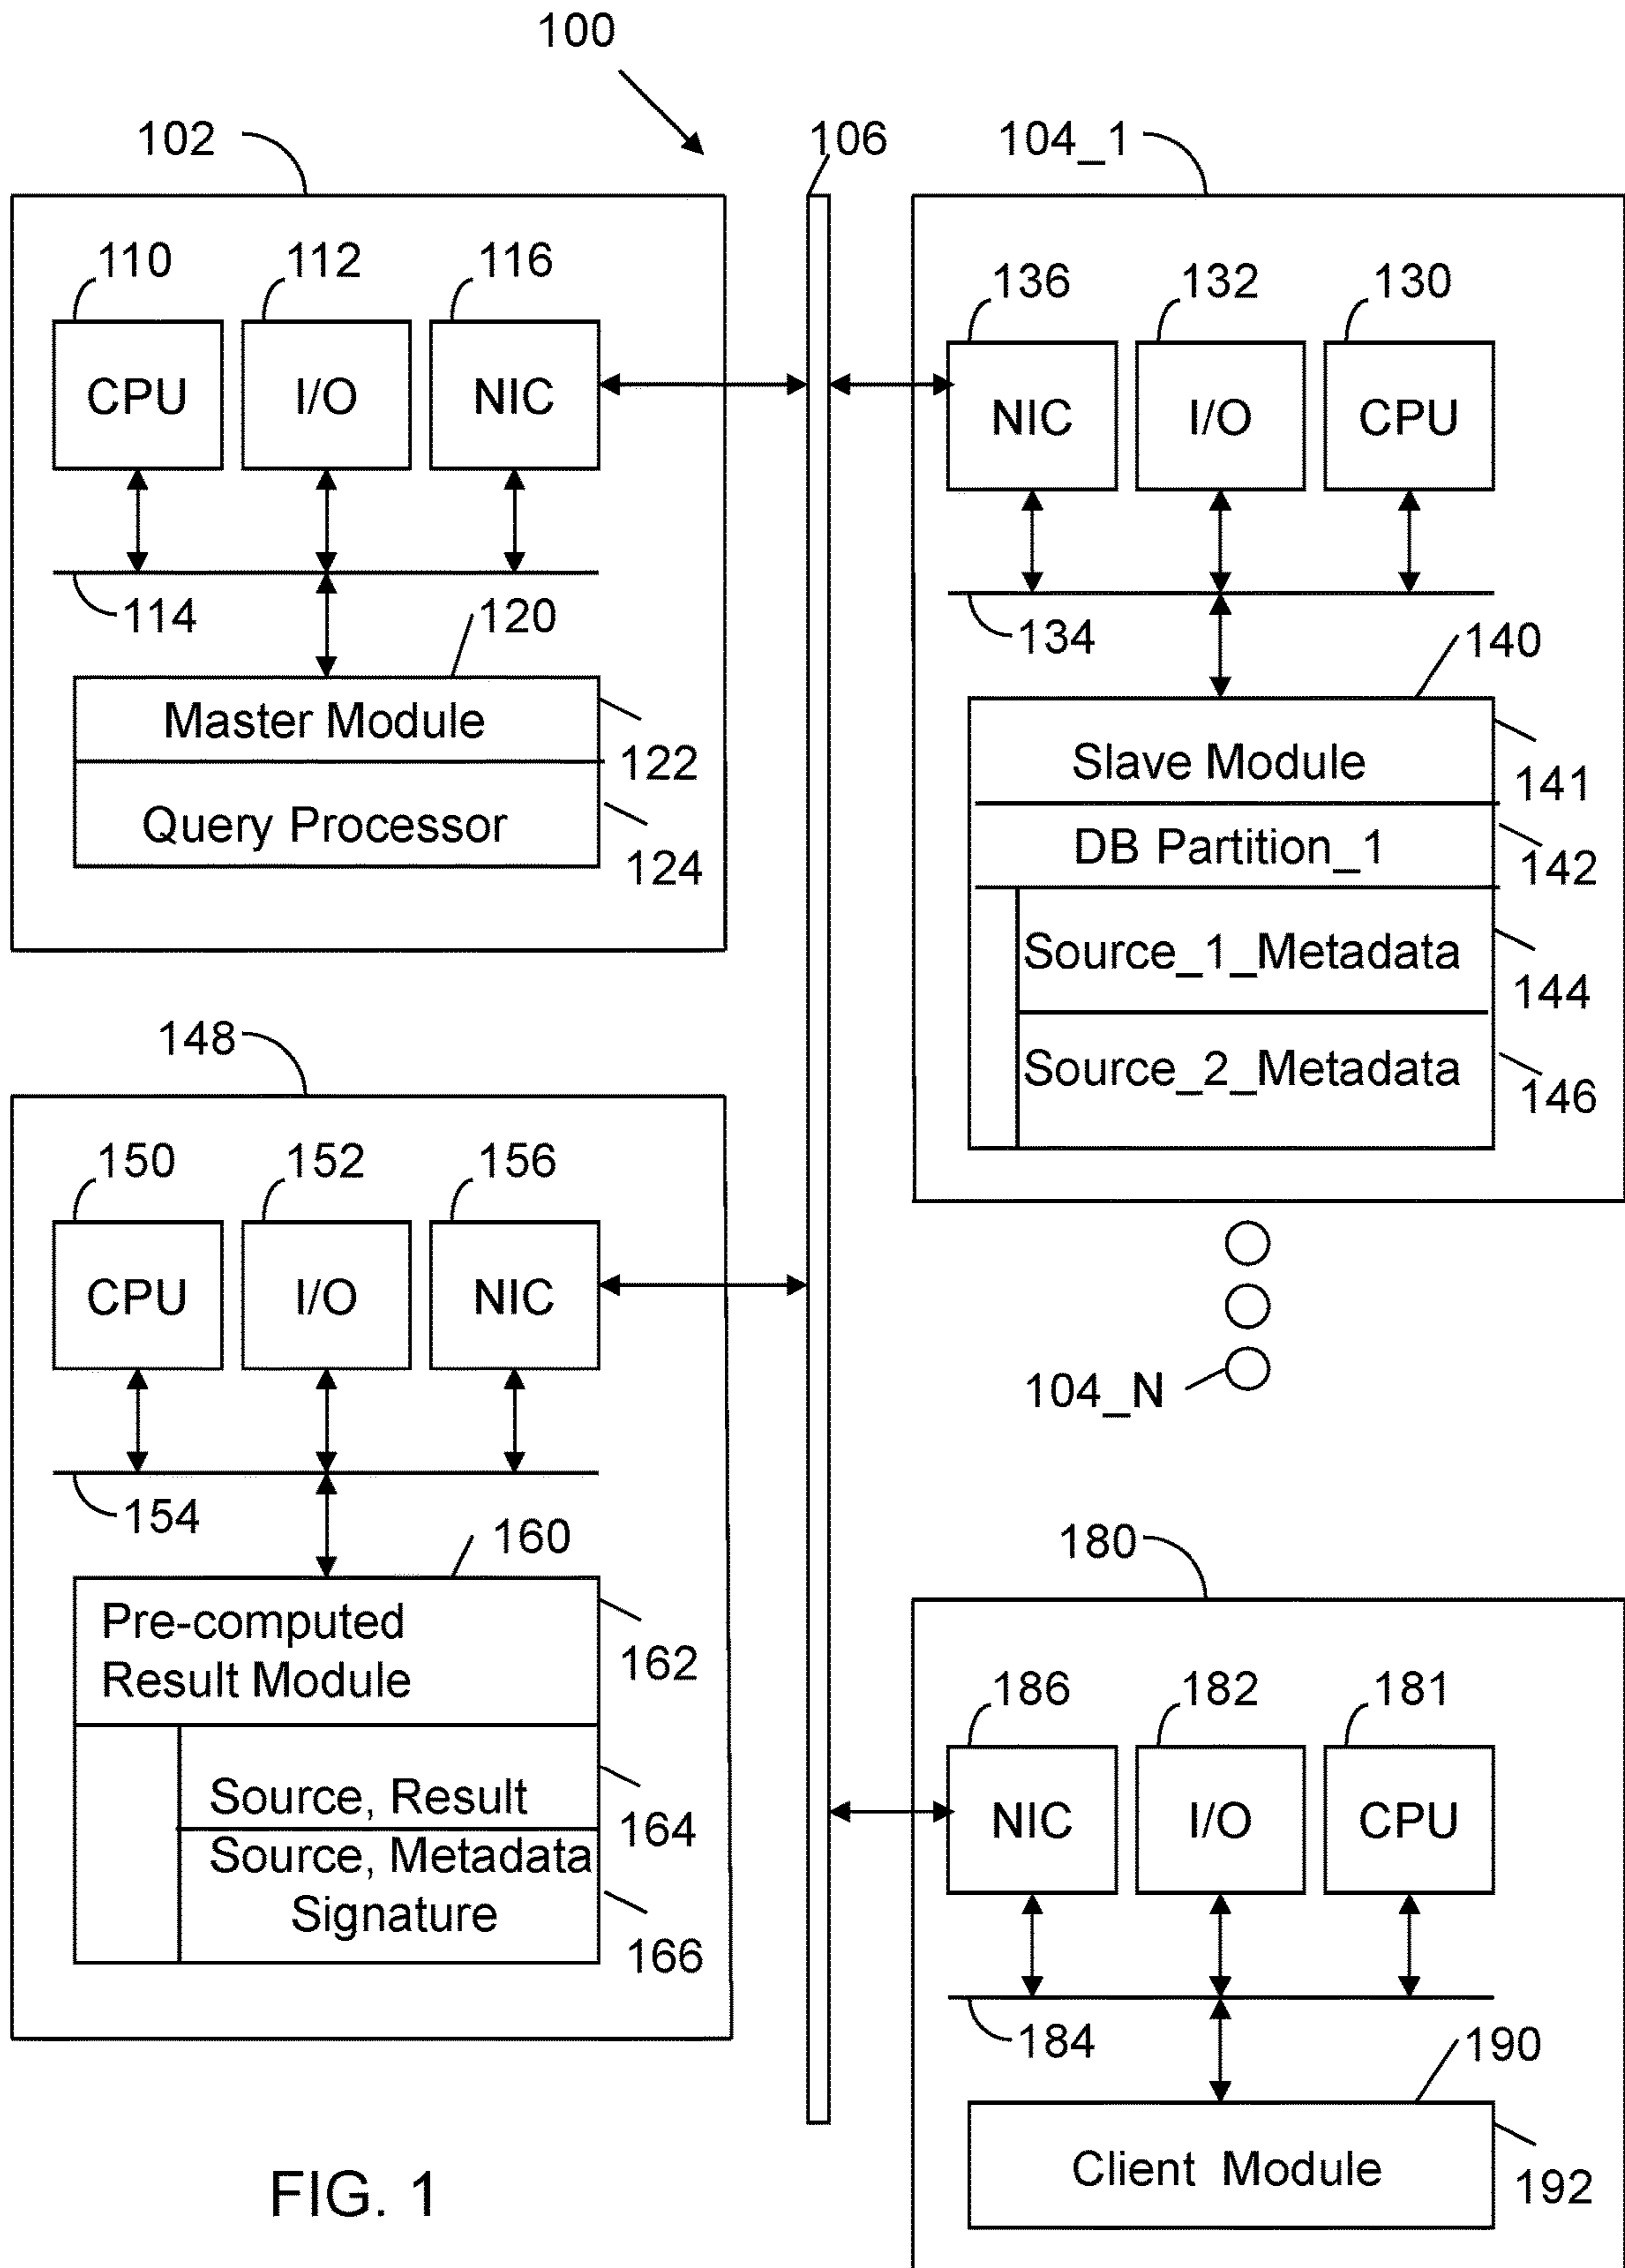 100
102
106
104_1
110
112
116
CPU
I/O
NIC
114
120
Master Module
122
Query Processor
124
136
132
130
NIC
I/O
CPU
134
140
Slave Module
141
DB Partition_1
142
Source_1_Metadata
144
Source_2_Metadata
146
104_N
148
150
152
156
CPU
I/O
NIC
154
160
Pre-computed
Result Module
162
Source, Result
164
Source, Metadata
Signature
166
180
186
182
181
NIC
I/O
CPU
184
190
Client Module
192
FIG. 1